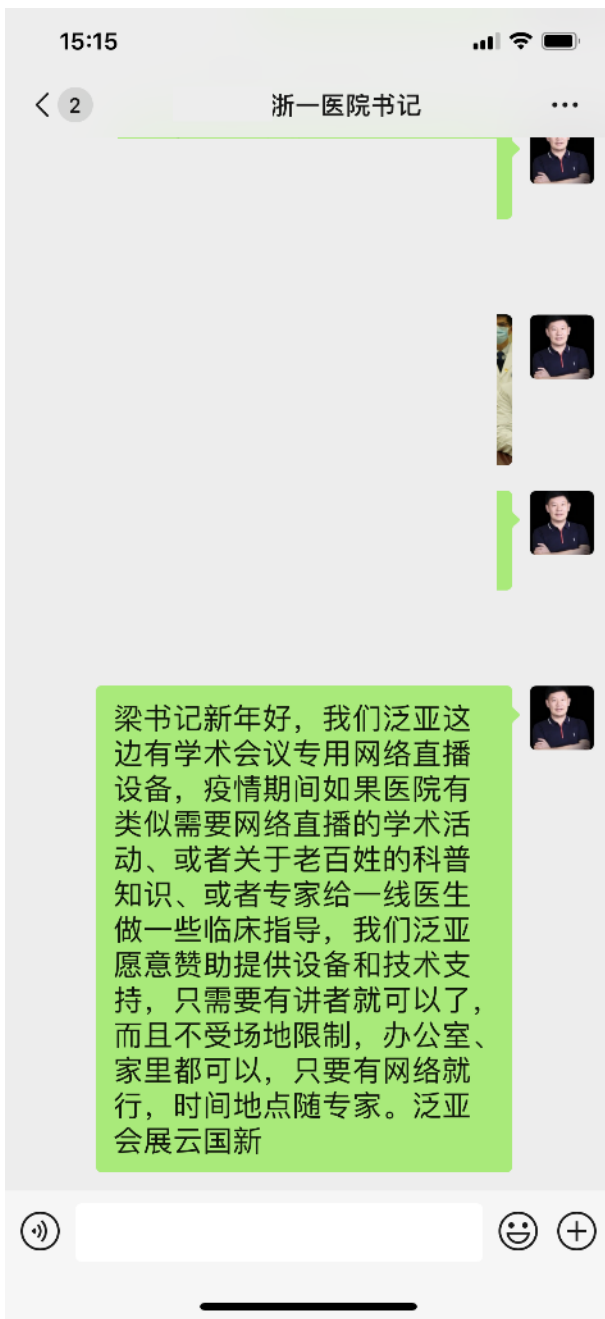 15:15
2
浙一医院书记
梁书记新年好，我们泛亚这
边有学术会议专用网络直播
设备，疫情期间如果医院有
类似需要网络直播的学术活
动、或者关于老百姓的科普
知识、或者专家给一线医生
做一些临床指导，我们泛亚
愿意赞助提供设备和技术支
持，只需要有讲者就可以了，
而且不受场地限制，办公室、
家里都可以，只要有网络就
行，时间地点随专家。泛亚
会展云国新